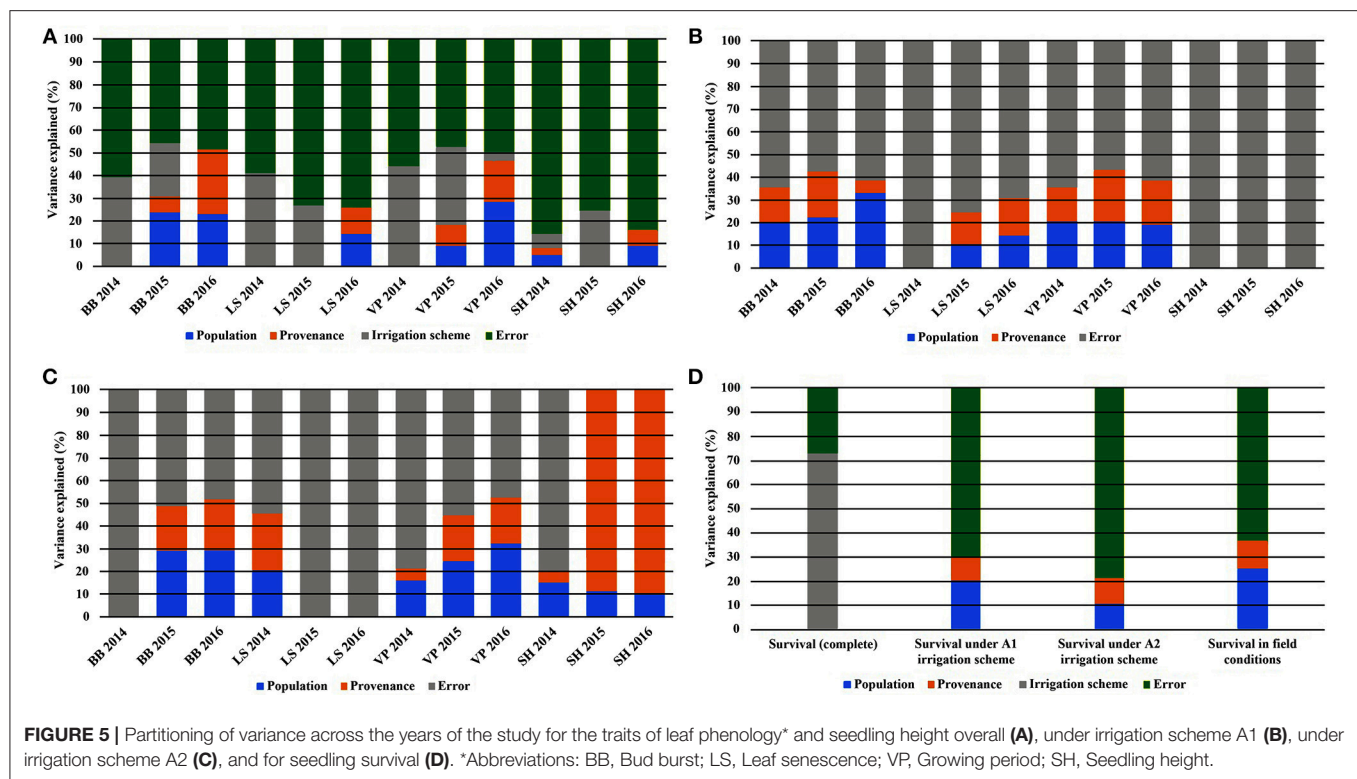 A
Variance explained (%)
100
90
80
70
60
50
40
30
20
10
0
BB 2014
BB 2015
BB 2016
LS 2014
LS 2015
LS 2016
VP 2014
VP 2015
VP 2016
SH 2014
SH 2015
SH 2016
Population Provenance Irrigation scheme Error
B
Variance explained (%)
100
90
80
70
60
50
40
30
20
10
0
BB 2014
BB 2015
BB 2016
LS 2014
LS 2015
LS 2016
VP 2014
VP 2015
VP 2016
SH 2014
SH 2015
SH 2016
Population Provenance Error
C
Variance explained (%)
100
90
80
70
60
50
40
30
20
10
0
BB 2014
BB 2015
BB 2016
LS 2014
LS 2015
LS 2016
VP 2014
VP 2015
VP 2016
SH 2014
SH 2015
SH 2016
Population Provenance Error
D
Variance explained (%)
100
90
80
70
60
50
40
30
20
10
0
Survival (complete)
Survival under A1
irrigation scheme
Survival under A2
irrigation scheme
Survival in field
conditions
Population Provenance Irrigation scheme Error
FIGURE 5 | Partitioning of variance across the years of the study for the traits of leaf phenology* and seedling height overall (A), under irrigation scheme A1 (B), under
irrigation scheme A2 (C), and for seedling survival (D). *Abbreviations: BB, Bud burst; LS, Leaf senescence; VP, Growing period; SH, Seedling height.